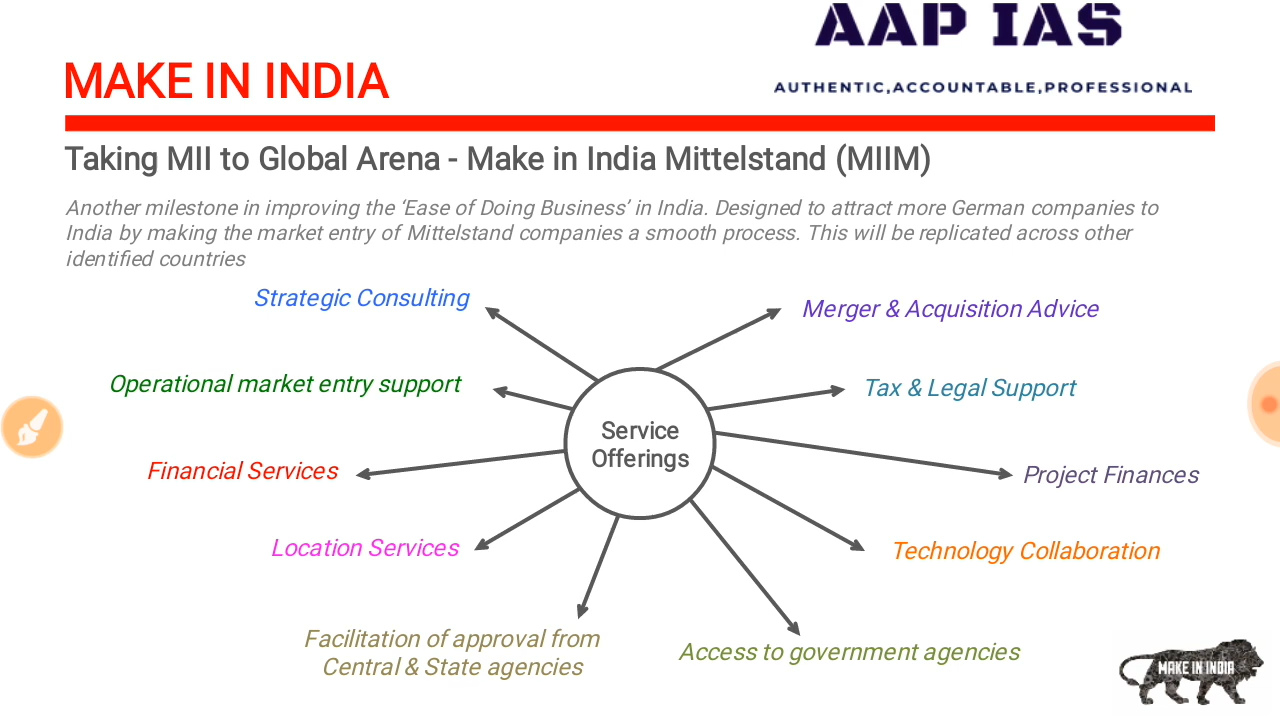 AAP IAS
AUTHENTIC,ACCOUNTABLE,PROFESSIONAL
MAKE IN INDIA
Taking MII to Global Arena - Make in India Mittelstand (MIIM)
Another milestone in improving the ‘Ease of Doing Business’ in India. Designed to attract more German companies to
India by making the market entry of Mittelstand companies a smooth process. This will be replicated across other
identified countries
Strategic Consulting
Merger & Acquisition Advice
Operational market entry support
Tax & Legal Support
Service
Offerings
Financial Services
Project Finances
Location Services
Technology Collaboration
Facilitation of approval from
Central & State agencies
Access to government agencies
MAKE IN INDIA